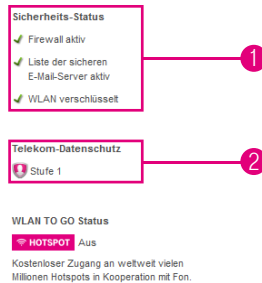 Sicherheits-Status
Firewall aktiv
Liste der sicheren
E-Mail-Server aktiv
WLAN verschlüsselt
1
Telekom-Datenschutz
Stufe 1
2
WLAN TO GO Status
HOTSPOT Aus
Kostenloser Zugang an weltweit vielen
Millionen Hotspots in Kooperation mit Fon.